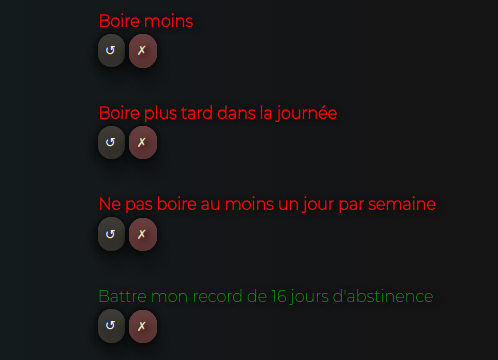 Boire moins
↺ ✗
Boire plus tard dans la journée
↺ ✗
Ne pas boire au moins un jour par semaine
↺ ✗
Battre mon record de 16 jours d'abstinence
↺ ✗